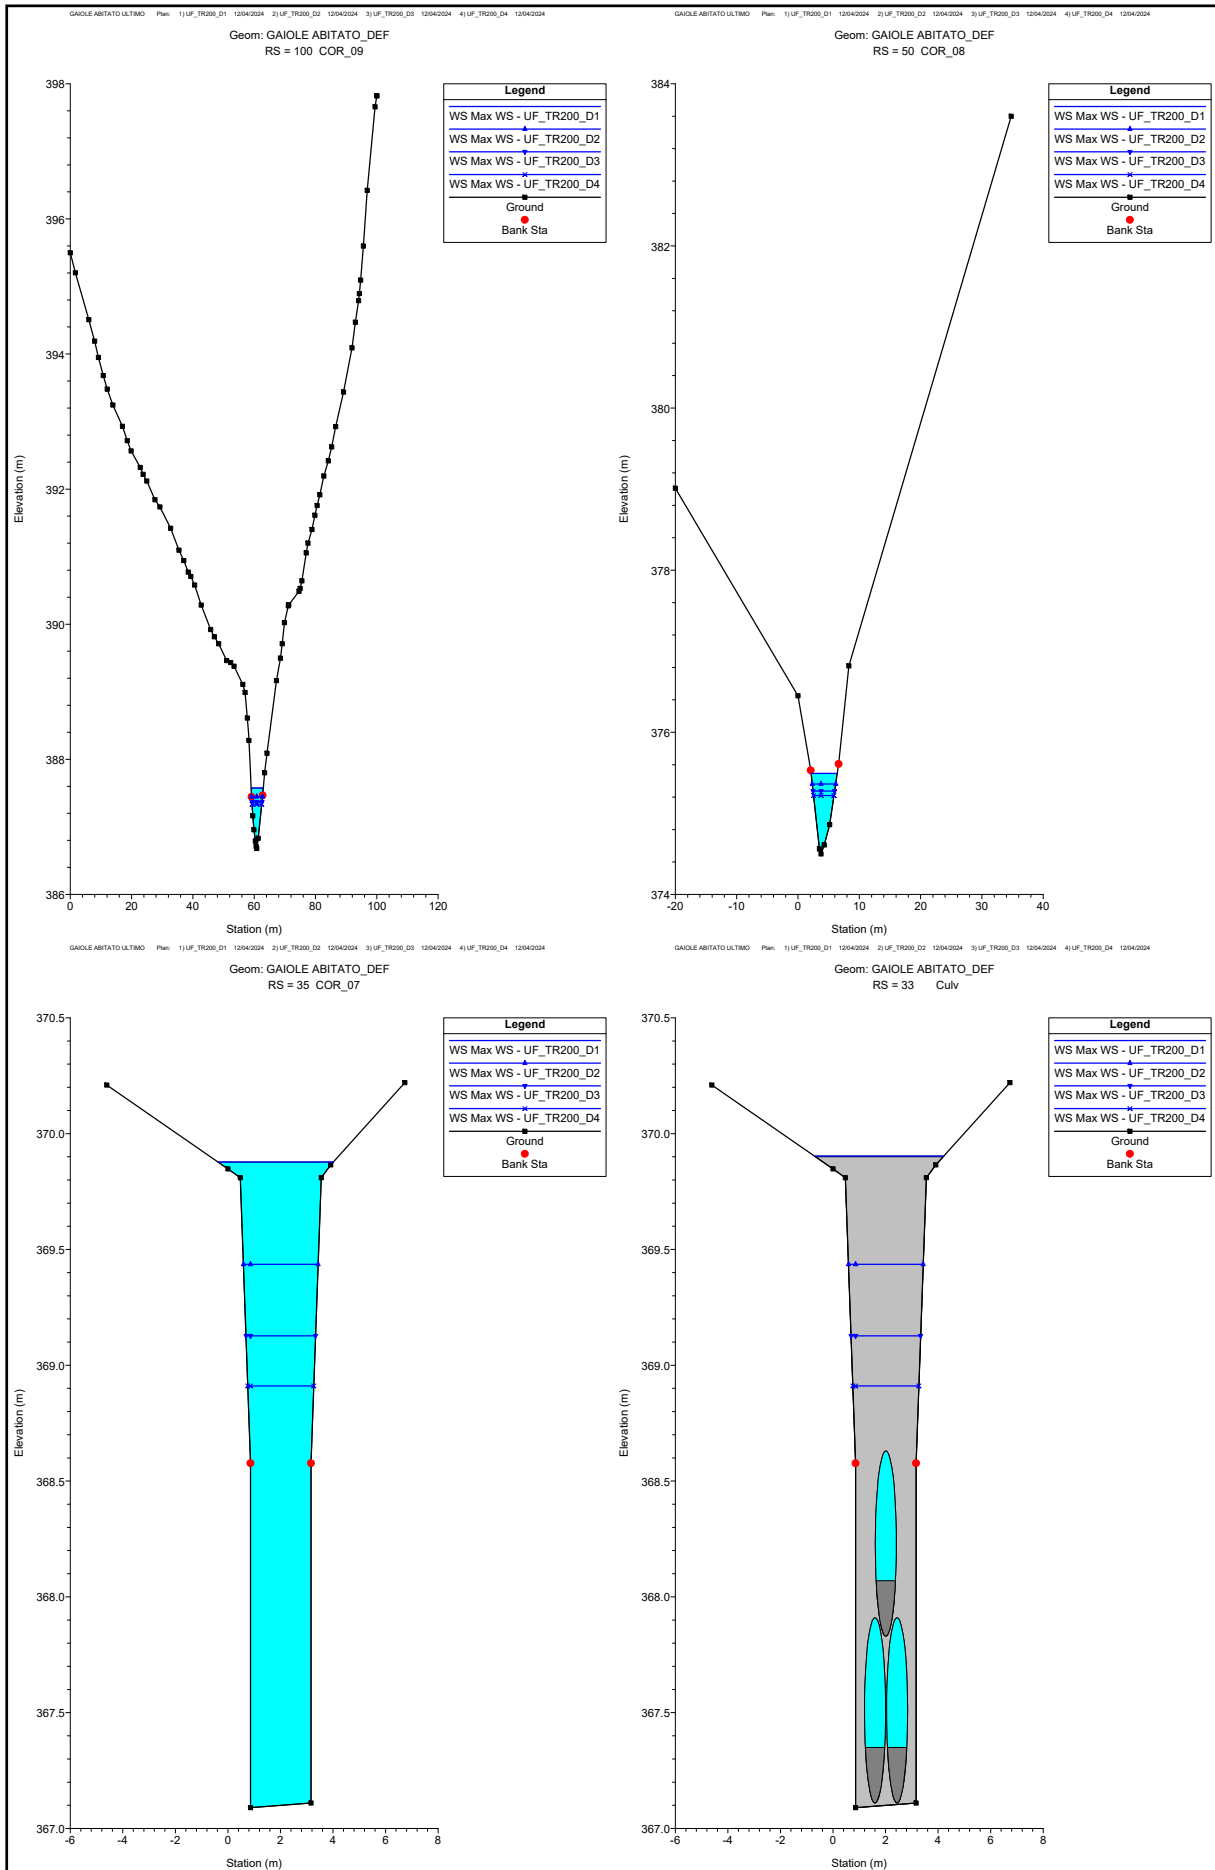 GAIOLE ABITATO ULTIMO Plan: 1) UF_TR200_D1 12/04/2024 2) UF_TR200_D2 12/04/2024 3) UF_TR200_D3 12/04/2024 4) UF_TR200_D4 12/04/2024
Geom: GAIOLE ABITATO_DEF
RS = 100 COR_09
398
396
394
392
390
388
386
Elevation (m)
0 20 40 60 80 100 120
Station (m)
Legend
WS Max WS - UF_TR200_D1
WS Max WS - UF_TR200_D2
WS Max WS - UF_TR200_D3
WS Max WS - UF_TR200_D4
Ground
Bank Sta
GAIOLE ABITATO ULTIMO Plan: 1) UF_TR200_D1 12/04/2024 2) UF_TR200_D2 12/04/2024 3) UF_TR200_D3 12/04/2024 4) UF_TR200_D4 12/04/2024
Geom: GAIOLE ABITATO_DEF
RS = 50 COR_08
384
382
380
378
376
374
Elevation (m)
-20 -10 0 10 20 30 40
Station (m)
Legend
WS Max WS - UF_TR200_D1
WS Max WS - UF_TR200_D2
WS Max WS - UF_TR200_D3
WS Max WS - UF_TR200_D4
Ground
Bank Sta
GAIOLE ABITATO ULTIMO Plan: 1) UF_TR200_D1 12/04/2024 2) UF_TR200_D2 12/04/2024 3) UF_TR200_D3 12/04/2024 4) UF_TR200_D4 12/04/2024
Geom: GAIOLE ABITATO_DEF
RS = 35 COR_07
370.5
370.0
369.5
369.0
368.5
368.0
367.5
367.0
Elevation (m)
-6 -4 -2 0 2 4 6 8
Station (m)
Legend
WS Max WS - UF_TR200_D1
WS Max WS - UF_TR200_D2
WS Max WS - UF_TR200_D3
WS Max WS - UF_TR200_D4
Ground
Bank Sta
GAIOLE ABITATO ULTIMO Plan: 1) UF_TR200_D1 12/04/2024 2) UF_TR200_D2 12/04/2024 3) UF_TR200_D3 12/04/2024 4) UF_TR200_D4 12/04/2024
Geom: GAIOLE ABITATO_DEF
RS = 33 Culv
370.5
370.0
369.5
369.0
368.5
368.0
367.5
367.0
Elevation (m)
-6 -4 -2 0 2 4 6 8
Station (m)
Legend
WS Max WS - UF_TR200_D1
WS Max WS - UF_TR200_D2
WS Max WS - UF_TR200_D3
WS Max WS - UF_TR200_D4
Ground
Bank Sta